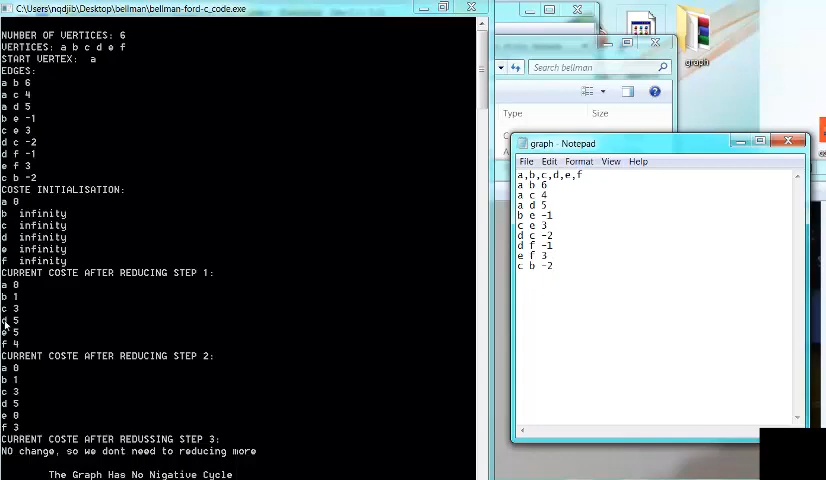 C:\Users\nqdjib\Desktop\bellman\bellman-ford-c_code.exe
NUMBER OF VERTICES: 6
VERTICES: a b c d e f
START VERTEX:  a
EDGES:
a b 6
a c 4
a d 5
b e -1
c e 3
d c -2
d f -1
e f 3
c b -2
COSTE INITIALISATION:
a 0
b  infinity
c  infinity
d  infinity
e  infinity
f  infinity
CURRENT COSTE AFTER REDUCING STEP 1:
a 0
b 1
c 3
d 5
e 5
f 4
CURRENT COSTE AFTER REDUCING STEP 2:
a 0
b 1
c 3
d 5
e 0
f 3
CURRENT COSTE AFTER REDUSSING STEP 3:
NO change, so we dont need to reducing more
The Graph Has No Nigative Cycle
graph
Search bellman
Type Size
graph - Notepad
File Edit Format View Help
a,b,c,d,e,f
a b 6
a c 4
a d 5
b e -1
c e 3
d c -2
d f -1
e f 3
c b -2